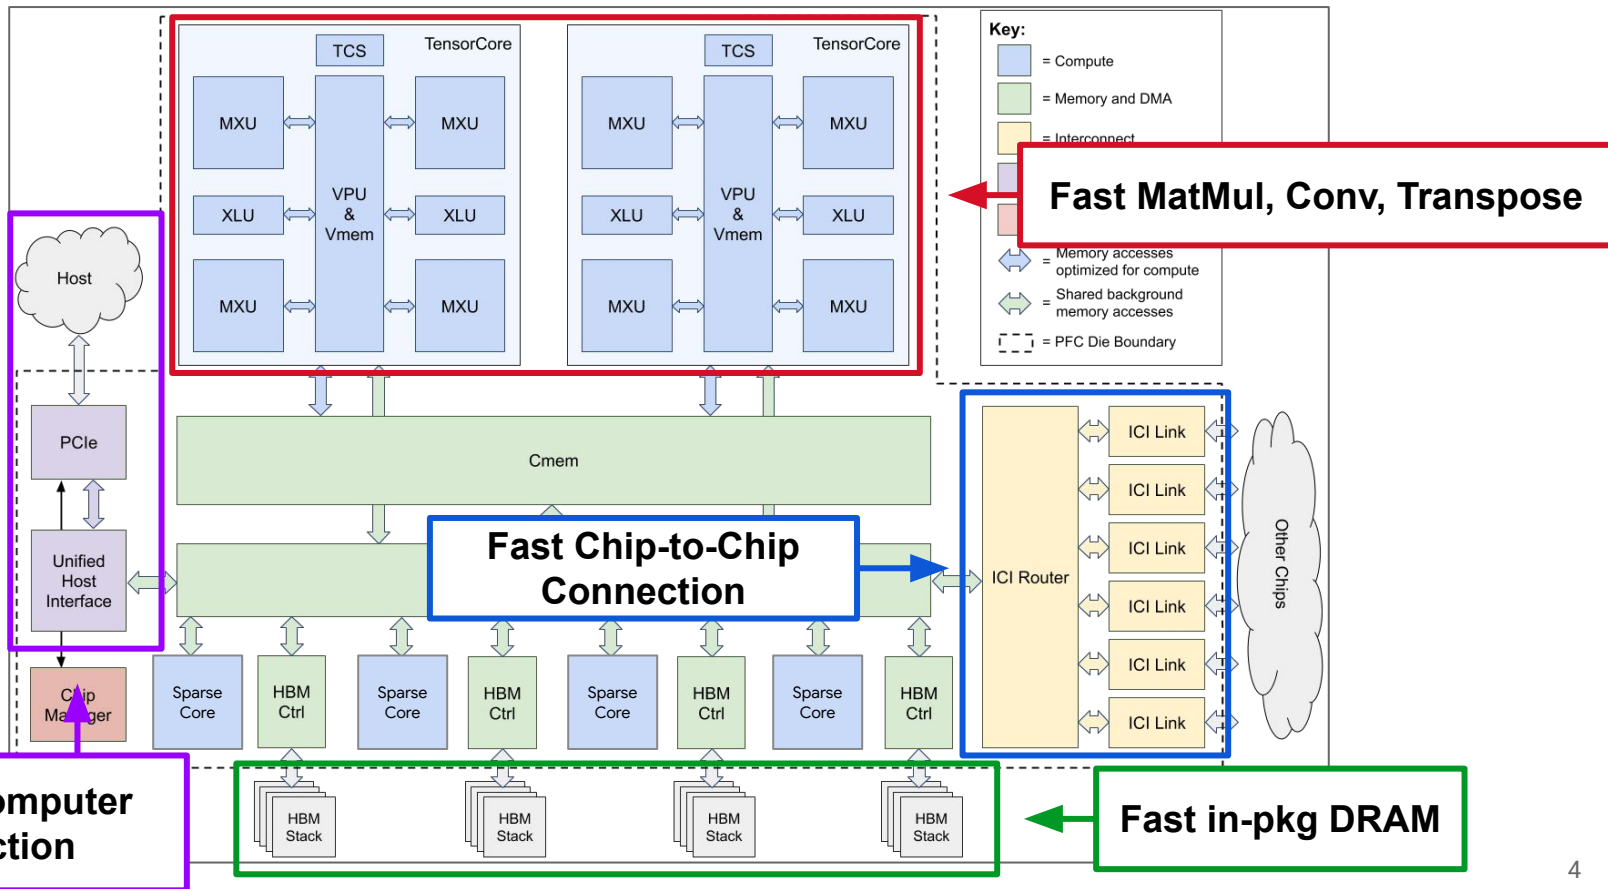 TCS
TensorCore
MXU
MXU
VPU
&
Vmem
XLU
XLU
MXU
MXU
TCS
TensorCore
MXU
MXU
VPU
&
Vmem
XLU
XLU
MXU
MXU
Key:
= Compute
= Memory and DMA
= Interconnect
Fast MatMul, Conv, Transpose
= Memory accesses
optimized for compute
= Shared background
memory accesses
= PFC Die Boundary
Host
PCIe
Unified
Host
Interface
Chip
Manager
Cmem
Fast Chip-to-Chip
Connection
ICI Router
ICI Link
ICI Link
ICI Link
ICI Link
ICI Link
ICI Link
Other Chips
Sparse
Core
HBM
Ctrl
Sparse
Core
HBM
Ctrl
Sparse
Core
HBM
Ctrl
Sparse
Core
HBM
Ctrl
HBM
Stack
HBM
Stack
HBM
Stack
HBM
Stack
Fast in-pkg DRAM
4